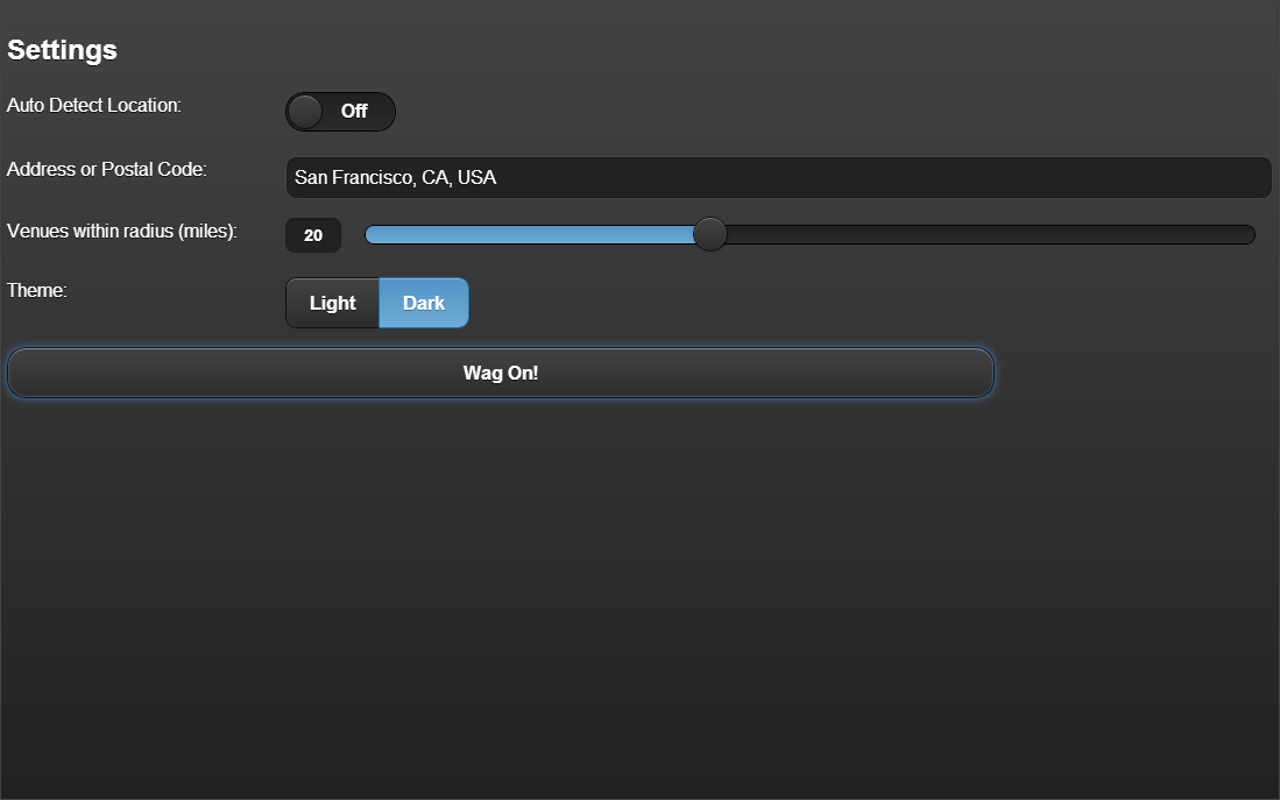 Settings
Auto Detect Location: Off
Address or Postal Code: San Francisco, CA, USA
Venues within radius (miles): 20
Theme: Light Dark
Wag On!